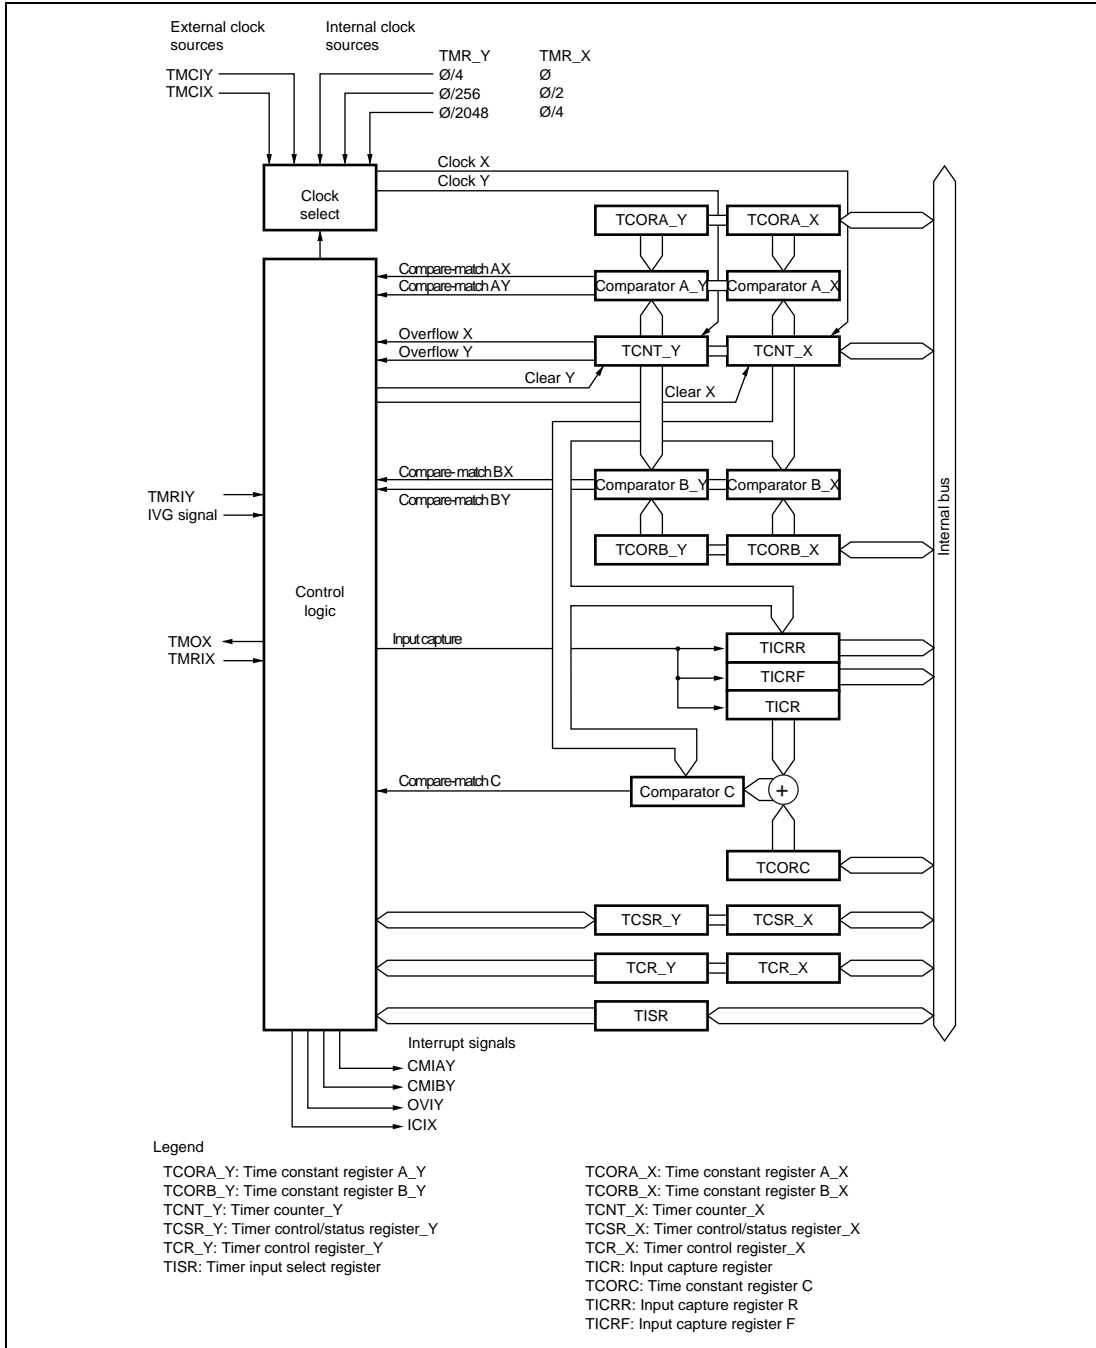 External clock
sources
Internal clock
sources
TMR_Y
TMR_X
TMCIY
Ø/4
Ø
TMCIX
Ø/256
Ø/2
Ø/2048
Ø/4
Clock X
Clock Y
Clock
select
TCORA_Y
TCORA_X
Compare-match AX
Compare-match AY
Comparator A_Y
Comparator A_X
Overflow X
Overflow Y
TCNT_Y
TCNT_X
Clear Y
Clear X
Compare-match BX
Compare-match BY
Comparator B_Y
Comparator B_X
TMRIY
IVG signal
TCORB_Y
TCORB_X
Internal bus
Control
logic
TMOX
TMRIX
Input capture
TICRR
TICRF
TICR
Compare-match C
Comparator C
+
TCORC
TCSR_Y
TCSR_X
TCR_Y
TCR_X
TISR
Interrupt signals
CMIAY
CMIBY
OVIY
ICIX
Legend
TCORA_Y: Time constant register A_Y
TCORB_Y: Time constant register B_Y
TCNT_Y: Timer counter_Y
TCSR_Y: Timer control/status register_Y
TCR_Y: Timer control register_Y
TISR: Timer input select register
TCORA_X: Time constant register A_X
TCORB_X: Time constant register B_X
TCNT_X: Timer counter_X
TCSR_X: Timer control/status register_X
TCR_X: Timer control register_X
TICR: Input capture register
TCORC: Time constant register C
TICRR: Input capture register R
TICRF: Input capture register F